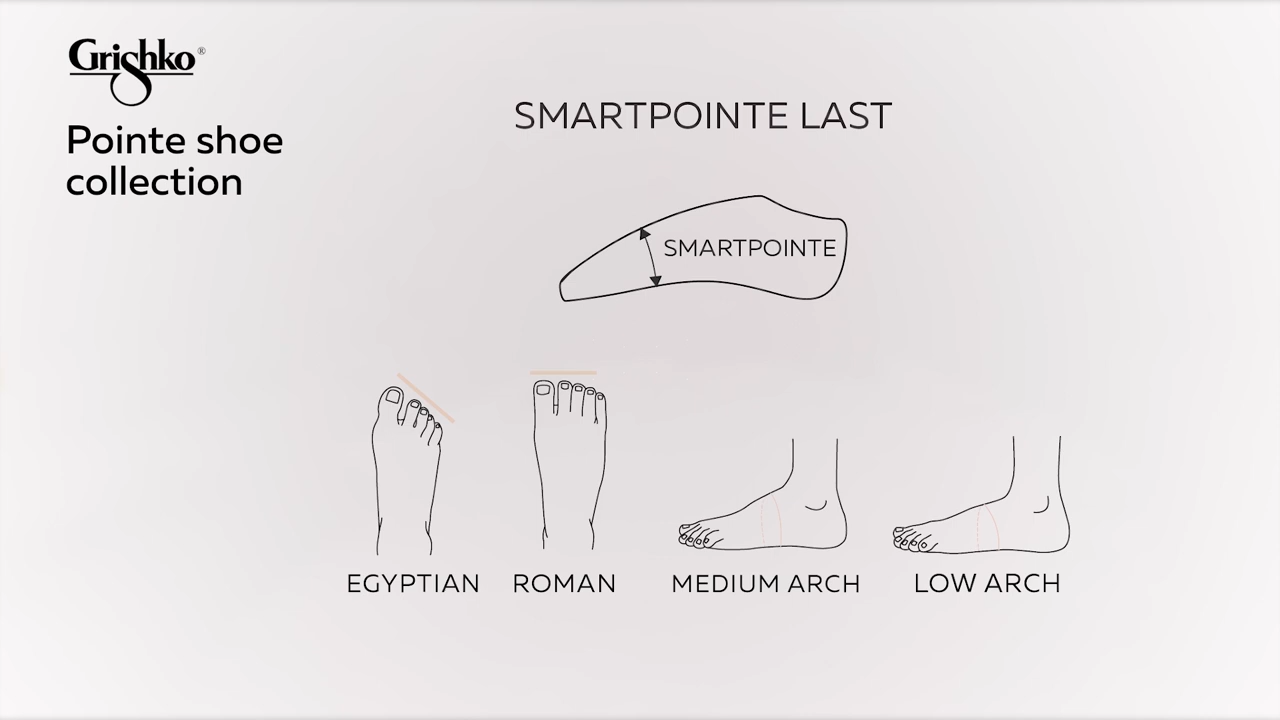 Grishko®
Pointe shoe
collection
SMARTPOINTE LAST
SMARTPOINTE
EGYPTIAN
ROMAN
MEDIUM ARCH
LOW ARCH